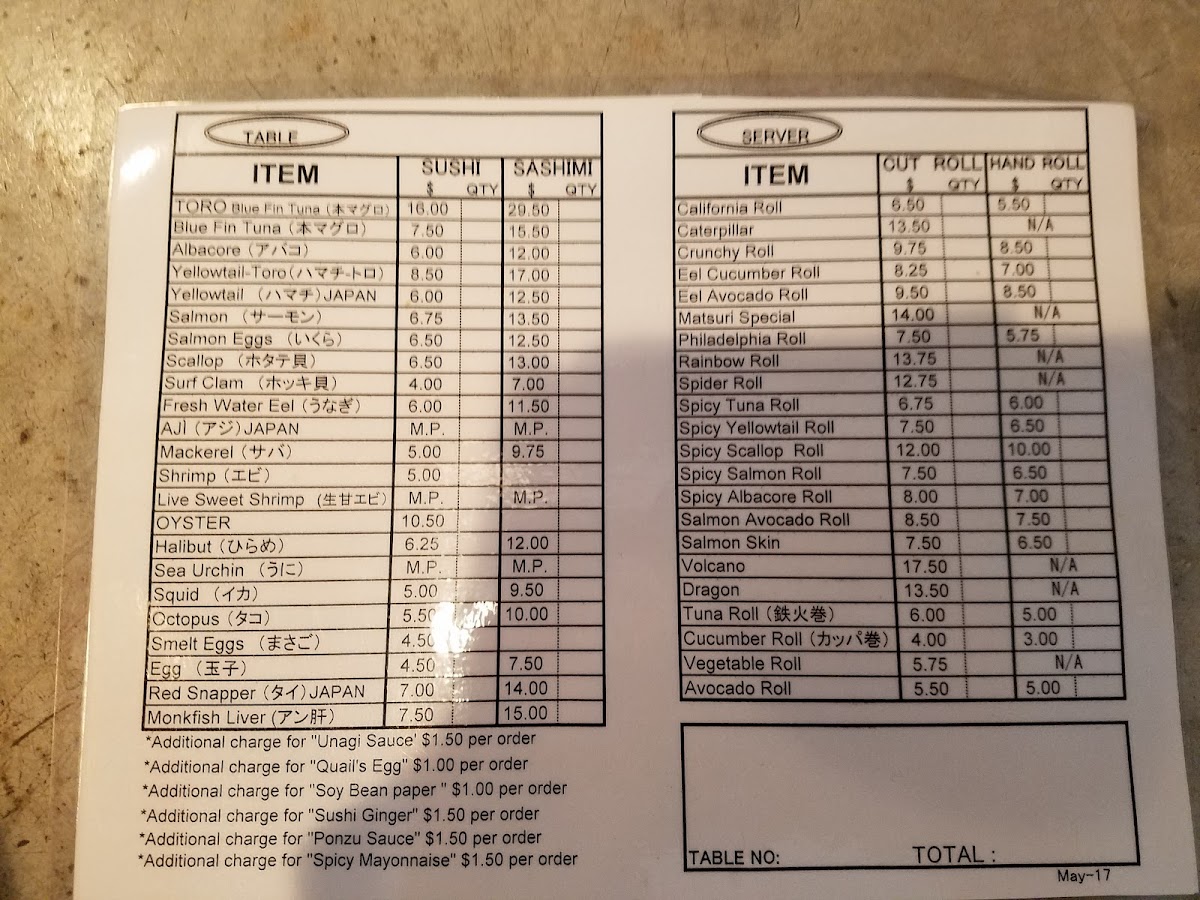 TABLE
ITEM SUSHI SASHIMI
$ QTY $ QTY
TORO Blue Fin Tuna (本マグロ) 16.00 29.50
Blue Fin Tuna (本マグロ) 7.50 15.50
Albacore (アバコ) 6.00 12.00
Yellowtail-Toro(ハマチ-トロ) 8.50 17.00
Yellowtail (ハマチ)JAPAN 6.00 12.50
Salmon (サーモン) 6.75 13.50
Salmon Eggs (いくら) 6.50 12.50
Scallop (ホタテ貝) 6.50 13.00
Surf Clam (ホッキ貝) 4.00 7.00
Fresh Water Eel (うなぎ) 6.00 11.50
AJI (アジ)JAPAN M.P. M.P.
Mackerel (サバ) 5.00 9.75
Shrimp (エビ) 5.00
Live Sweet Shrimp (生甘エビ) M.P. M.P.
OYSTER 10.50
Halibut (ひらめ) 6.25 12.00
Sea Urchin (うに) M.P. M.P.
Squid (イカ) 5.00 9.50
Octopus (タコ) 5.50 10.00
Smelt Eggs (まさご) 4.50
Egg (玉子) 4.50 7.50
Red Snapper (タイ)JAPAN 7.00 14.00
Monkfish Liver (アン肝) 7.50 15.00
*Additional charge for "Unagi Sauce' $1.50 per order
*Additional charge for "Quail's Egg" $1.00 per order
*Additional charge for "Soy Bean paper " $1.00 per order
*Additional charge for "Sushi Ginger" $1.50 per order
*Additional charge for "Ponzu Sauce" $1.50 per order
*Additional charge for "Spicy Mayonnaise" $1.50 per order
SERVER
ITEM CUT ROLL HAND ROLL
$ QTY $ QTY
California Roll 6.50 5.50
Caterpillar 13.50 N/A
Crunchy Roll 9.75 8.50
Eel Cucumber Roll 8.25 7.00
Eel Avocado Roll 9.50 8.50
Matsuri Special 14.00 N/A
Philadelphia Roll 7.50 5.75
Rainbow Roll 13.75 N/A
Spider Roll 12.75 N/A
Spicy Tuna Roll 6.75 6.00
Spicy Yellowtail Roll 7.50 6.50
Spicy Scallop Roll 12.00 10.00
Spicy Salmon Roll 7.50 6.50
Spicy Albacore Roll 8.00 7.00
Salmon Avocado Roll 8.50 7.50
Salmon Skin 7.50 6.50
Volcano 17.50 N/A
Dragon 13.50 N/A
Tuna Roll (鉄火巻) 6.00 5.00
Cucumber Roll (カッパ巻) 4.00 3.00
Vegetable Roll 5.75 N/A
Avocado Roll 5.50 5.00
TABLE NO: TOTAL :
May-17